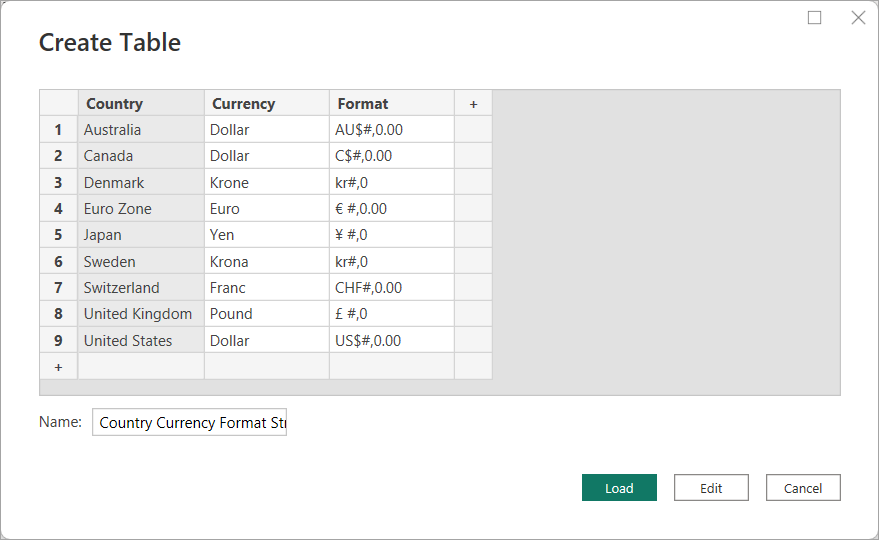 Create Table
Country Currency Format +
1 Australia Dollar AU$#,0.00
2 Canada Dollar C$#,0.00
3 Denmark Krone kr#,0
4 Euro Zone Euro € #,0.00
5 Japan Yen ¥ #,0
6 Sweden Krona kr#,0
7 Switzerland Franc CHF#,0.00
8 United Kingdom Pound £ #,0
9 United States Dollar US$#,0.00
+
Name: Country Currency Format Stri
Load Edit Cancel